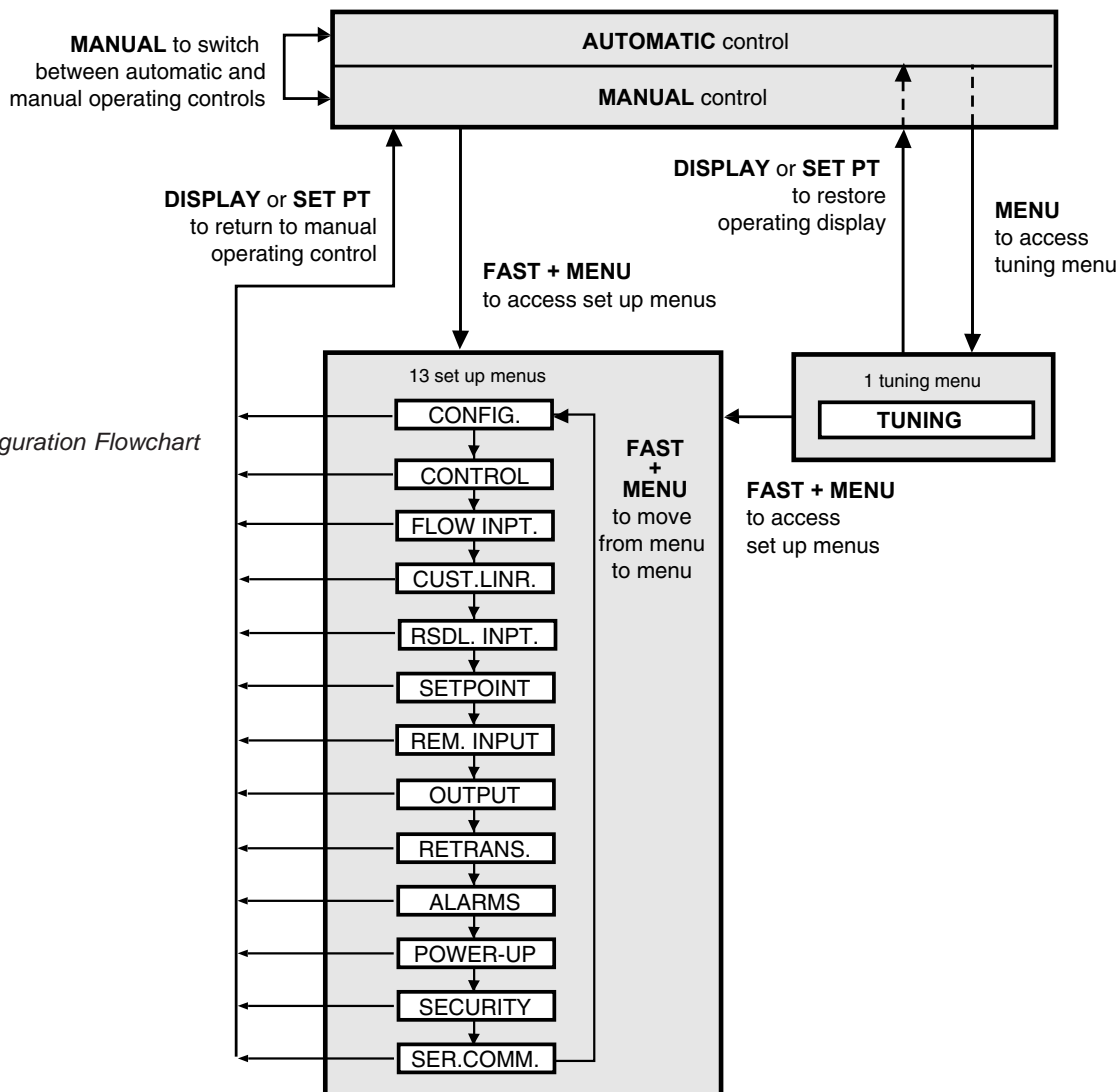 MANUAL to switch
between automatic and
manual operating controls
AUTOMATIC control
MANUAL control
DISPLAY or SET PT
to return to manual
operating control
FAST + MENU
to access set up menus
DISPLAY or SET PT
to restore
operating display
MENU
to access
tuning menu
guration Flowchart
13 set up menus
CONFIG.
CONTROL
FLOW INPT.
CUST.LINR.
RSDL. INPT.
SETPOINT
REM. INPUT
OUTPUT
RETRANS.
ALARMS
POWER-UP
SECURITY
SER.COMM.
FAST
+
MENU
to move
from menu
to menu
1 tuning menu
TUNING
FAST + MENU
to access
set up menus